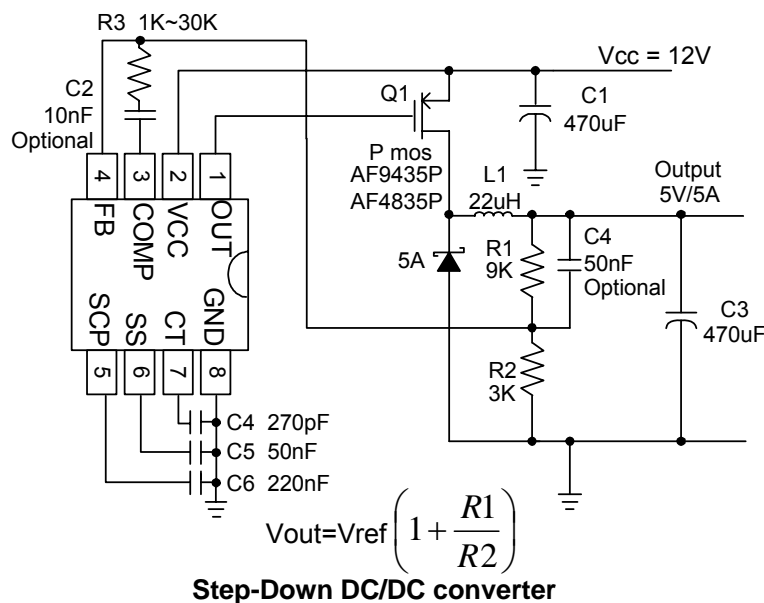 R3 1K~30K
Vcc = 12V
C2
10nF
Optional
Q1
C1
470uF
P mos
AF9435P
AF4835P
L1
22uH
Output
5V/5A
4
3
2
1
FB
COMP
VCC
OUT
5A
R1
9K
C4
50nF
Optional
SCP
SS
CT
GND
C3
470uF
R2
3K
5
6
7
8
C4 270pF
C5 50nF
C6 220nF
Vout=Vref(1+R1/R2)
Step-Down DC/DC converter